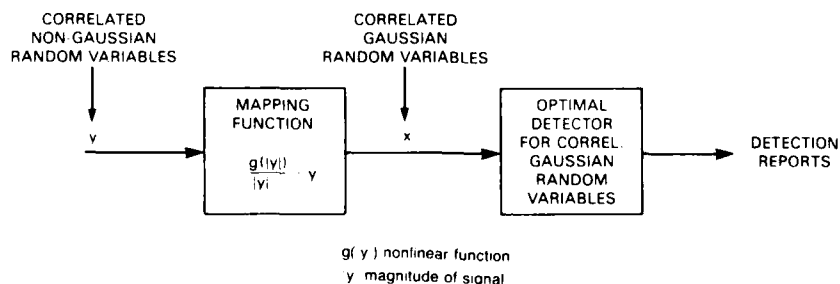 CORRELATED
NON-GAUSSIAN
RANDOM VARIABLES
CORRELATED
GAUSSIAN
RANDOM VARIABLES
y
MAPPING
FUNCTION
g(|y|)
|y|
· y
x
OPTIMAL
DETECTOR
FOR CORREL.
GAUSSIAN
RANDOM
VARIABLES
DETECTION
REPORTS
g( y ) nonlinear function
y magnitude of signal